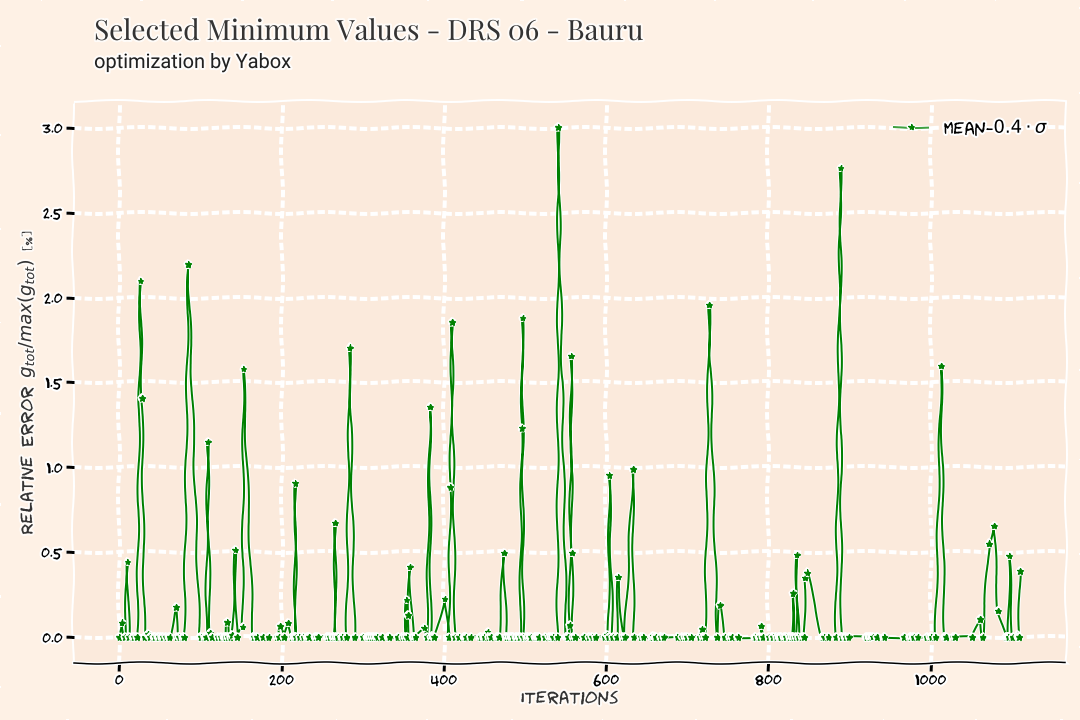 Selected Minimum Values - DRS 06 - Bauru
optimization by Yabox
MEAN-0.4 · σ
RELATIVE ERROR g_tot/max(g_tot) [%]
3.0
2.5
2.0
1.5
1.0
0.5
0.0
0 200 400 600 800 1000
ITERATIONS